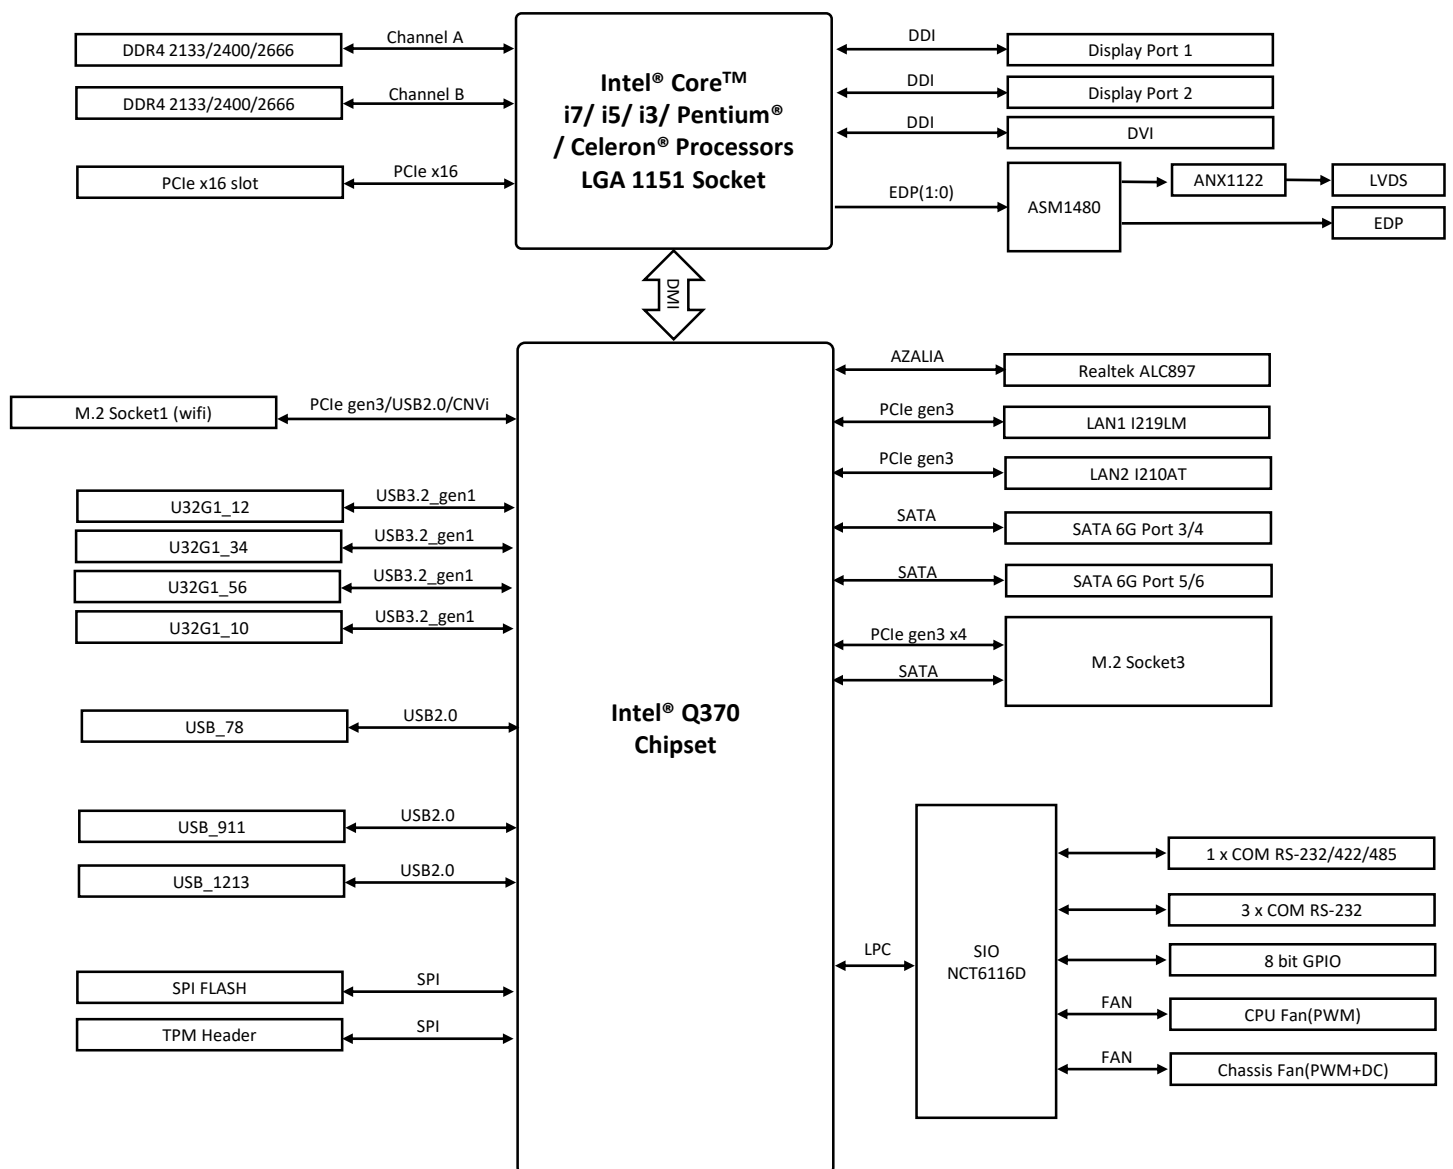 DDR4 2133/2400/2666
Channel A
DDR4 2133/2400/2666
Channel B
PCIe x16 slot
PCIe x16
Intel® Core™
i7/ i5/ i3/ Pentium®
/ Celeron® Processors
LGA 1151 Socket
DDI
Display Port 1
DDI
Display Port 2
DDI
DVI
EDP(1:0)
ASM1480
ANX1122
LVDS
EDP
DMI
M.2 Socket1 (wifi)
PCIe gen3/USB2.0/CNVi
U32G1_12
USB3.2_gen1
U32G1_34
USB3.2_gen1
U32G1_56
USB3.2_gen1
U32G1_10
USB3.2_gen1
USB_78
USB2.0
USB_911
USB2.0
USB_1213
USB2.0
SPI FLASH
SPI
TPM Header
SPI
Intel® Q370
Chipset
AZALIA
Realtek ALC897
PCIe gen3
LAN1 I219LM
PCIe gen3
LAN2 I210AT
SATA
SATA 6G Port 3/4
SATA
SATA 6G Port 5/6
PCIe gen3 x4
SATA
M.2 Socket3
LPC
SIO
NCT6116D
1 x COM RS-232/422/485
3 x COM RS-232
8 bit GPIO
FAN
CPU Fan(PWM)
FAN
Chassis Fan(PWM+DC)